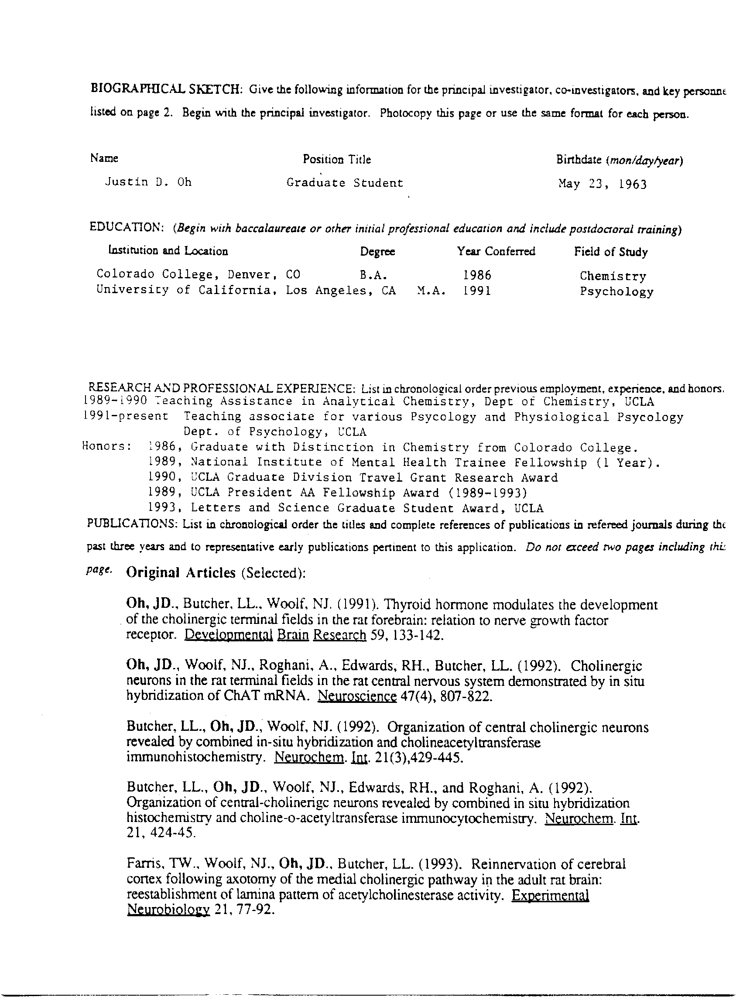 BIOGRAPHICAL SKETCH: Give the following information for the principal investigator, co-investigators, and key personne
listed on page 2. Begin with the principal investigator. Photocopy this page or use the same format for each person.
Name Position Title Birthdate (mon/day/year)
Justin D. Oh Graduate Student May 23, 1963
EDUCATION: (Begin with baccalaureate or other initial professional education and include postdoctoral training)
Institution and Location Degree Year Conferred Field of Study
Colorado College, Denver, CO B.A. 1986 Chemistry
University of California, Los Angeles, CA M.A. 1991 Psychology
RESEARCH AND PROFESSIONAL EXPERIENCE: List in chronological order previous employment, experience, and honors.
1989-1990 Teaching Assistance in Analytical Chemistry, Dept of Chemistry, UCLA
1991-present Teaching associate for various Psycology and Physiological Psycology
Dept. of Psychology, UCLA
Honors: 1986, Graduate with Distinction in Chemistry from Colorado College.
1989, National Institute of Mental Health Trainee Fellowship (1 Year).
1990, UCLA Graduate Division Travel Grant Research Award
1989, UCLA President AA Fellowship Award (1989-1993)
1993, Letters and Science Graduate Student Award, UCLA
PUBLICATIONS: List in chronological order the titles and complete references of publications in refereed journals during the
past three years and to representative early publications pertinent to this application. Do not exceed two pages including this
page. Original Articles (Selected):
Oh, JD., Butcher, LL., Woolf, NJ. (1991). Thyroid hormone modulates the development
of the cholinergic terminal fields in the rat forebrain: relation to nerve growth factor
receptor. Developmental Brain Research 59, 133-142.
Oh, JD., Woolf, NJ., Roghani, A., Edwards, RH., Butcher, LL. (1992). Cholinergic
neurons in the rat terminal fields in the rat central nervous system demonstrated by in situ
hybridization of ChAT mRNA. Neuroscience 47(4), 807-822.
Butcher, LL., Oh, JD., Woolf, NJ. (1992). Organization of central cholinergic neurons
revealed by combined in-situ hybridization and cholineacetyltransferase
immunohistochemistry. Neurochem. Int. 21(3),429-445.
Butcher, LL., Oh, JD., Woolf, NJ., Edwards, RH., and Roghani, A. (1992).
Organization of central-cholinerigc neurons revealed by combined in situ hybridization
histochemistry and choline-o-acetyltransferase immunocytochemistry. Neurochem. Int.
21, 424-45.
Farris, TW., Woolf, NJ., Oh, JD., Butcher, LL. (1993). Reinnervation of cerebral
cortex following axotomy of the medial cholinergic pathway in the adult rat brain:
reestablishment of lamina pattern of acetylcholinesterase activity. Experimental
Neurobiology 21, 77-92.